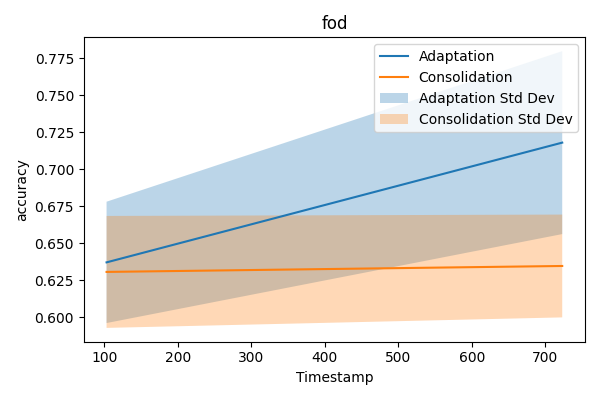 fod
Adaptation
Consolidation
Adaptation Std Dev
Consolidation Std Dev
accuracy
0.775
0.750
0.725
0.700
0.675
0.650
0.625
0.600
100 200 300 400 500 600 700
Timestamp